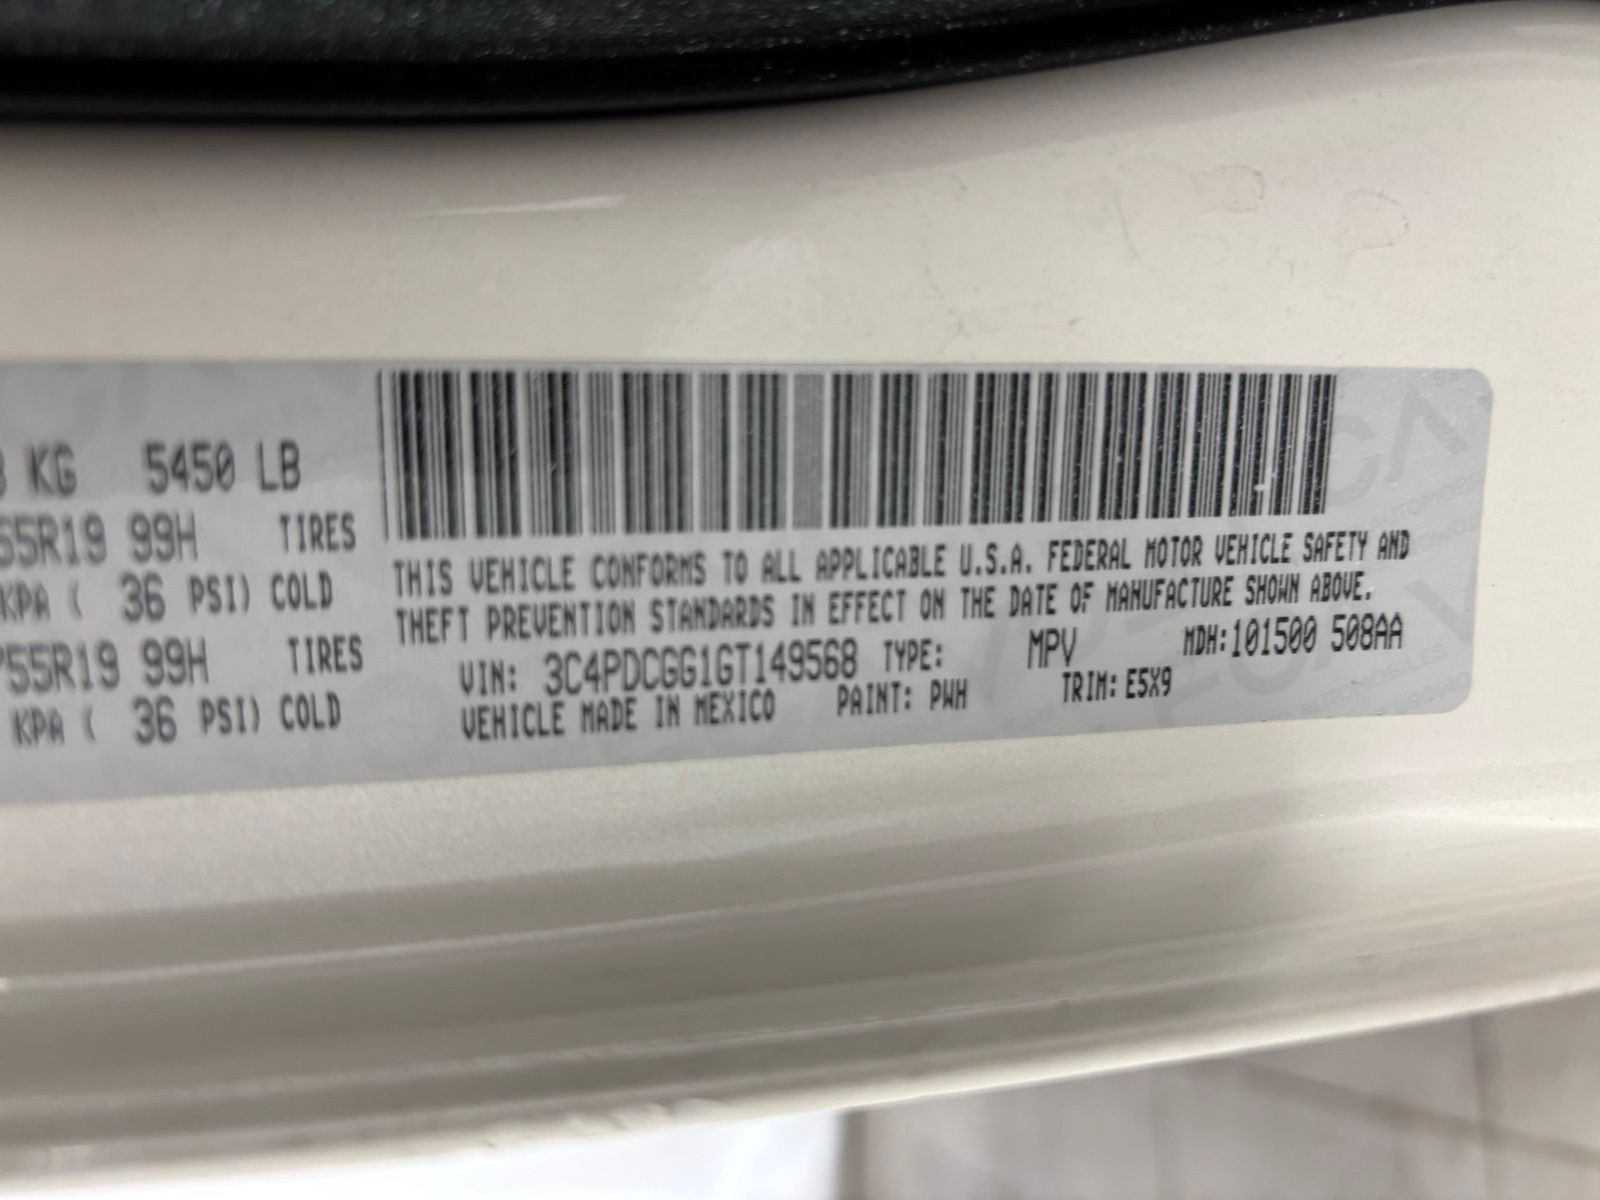 KG 5450 LB
55R19 99H TIRES
KPA ( 36 PSI) COLD
55R19 99H TIRES
KPA ( 36 PSI) COLD
THIS VEHICLE CONFORMS TO ALL APPLICABLE U.S.A. FEDERAL MOTOR VEHICLE SAFETY AND
THEFT PREVENTION STANDARDS IN EFFECT ON THE DATE OF MANUFACTURE SHOWN ABOVE.
VIN: 3C4PDCGG1GT149568 TYPE: MPV MDH:101500 508AA
VEHICLE MADE IN MEXICO PAINT: PWH TRIM: E5X9